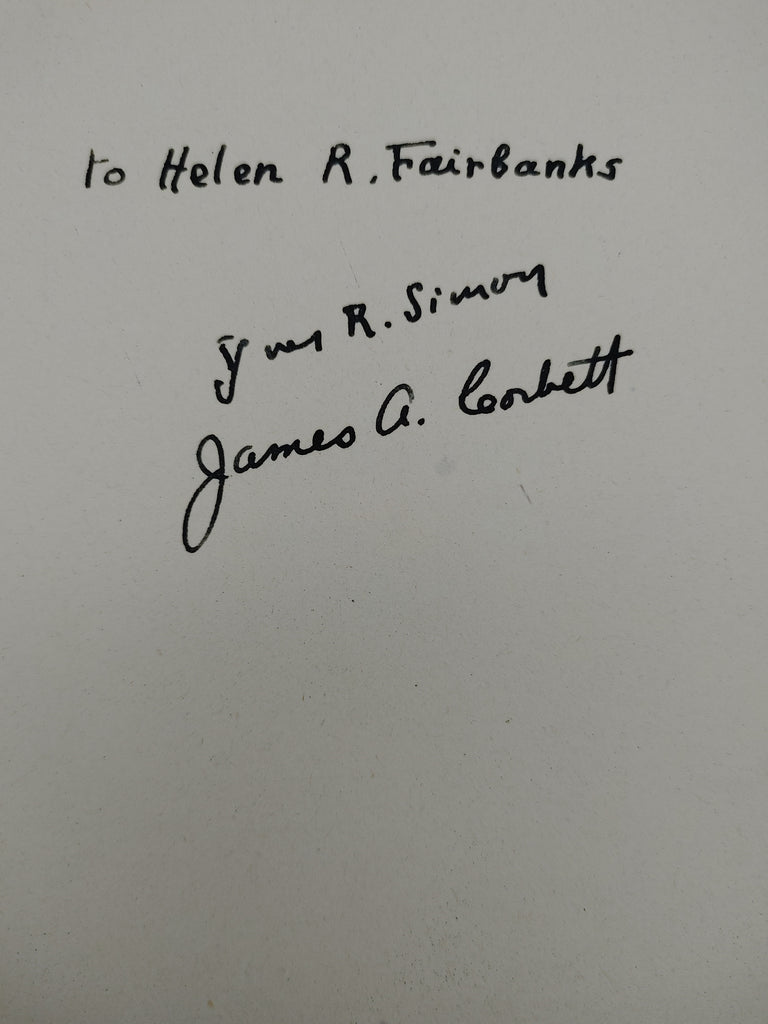 to Helen R. Fairbanks
Yves R. Simon
James A. Corbett